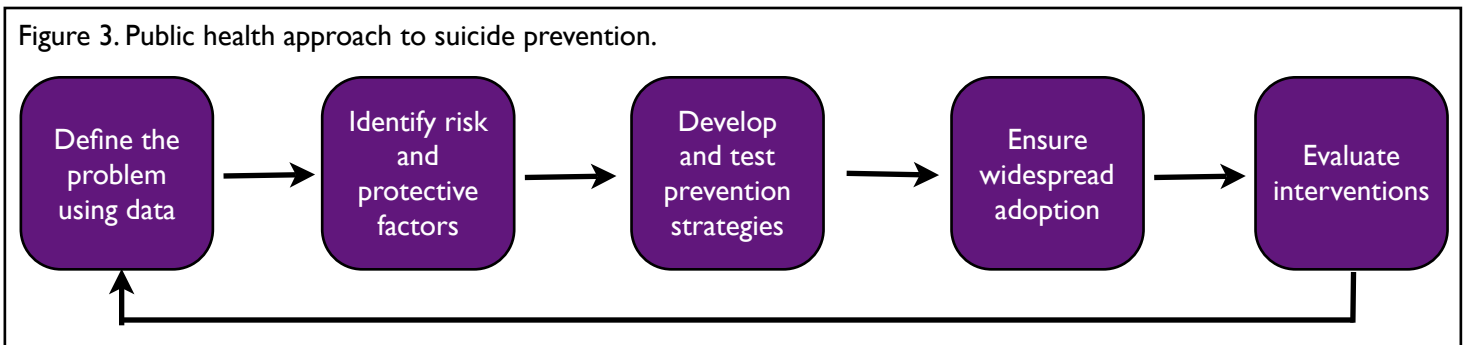 Figure 3. Public health approach to suicide prevention.
Define the
problem
using data
Identify risk
and
protective
factors
Develop
and test
prevention
strategies
Ensure
widespread
adoption
Evaluate
interventions